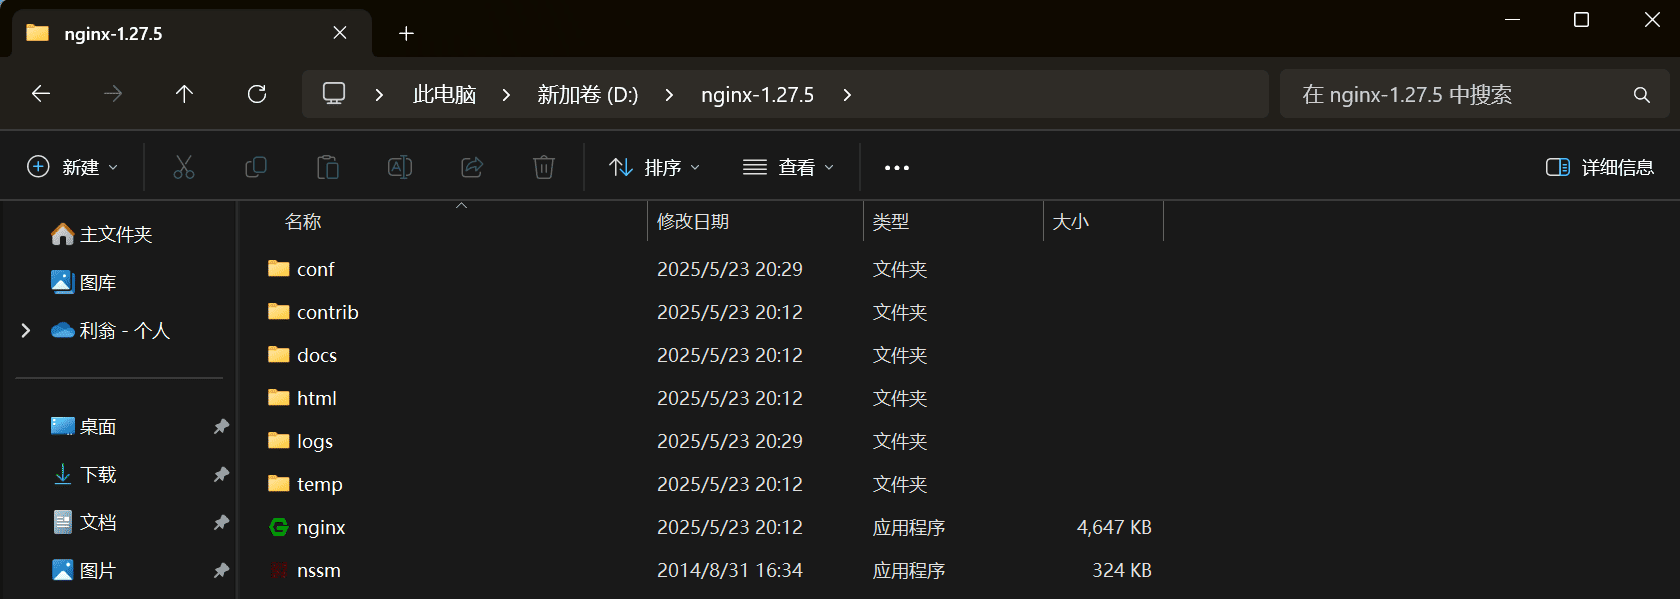 nginx-1.27.5
此电脑 新加卷 (D:) nginx-1.27.5
在 nginx-1.27.5 中搜索
新建 排序 查看 详细信息
主文件夹
图库
利翁 - 个人
桌面
下载
文档
图片
名称 修改日期 类型 大小
conf 2025/5/23 20:29 文件夹
contrib 2025/5/23 20:12 文件夹
docs 2025/5/23 20:12 文件夹
html 2025/5/23 20:12 文件夹
logs 2025/5/23 20:29 文件夹
temp 2025/5/23 20:12 文件夹
nginx 2025/5/23 20:12 应用程序 4,647 KB
nssm 2014/8/31 16:34 应用程序 324 KB